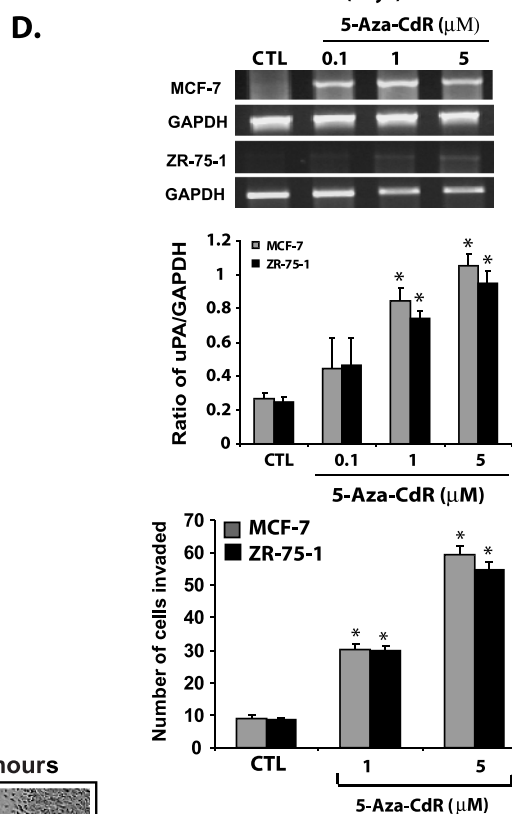 D.
5-Aza-CdR (μM)
CTL 0.1 1 5
MCF-7
GAPDH
ZR-75-1
GAPDH
1.2
1
0.8
0.6
0.4
0.2
0
Ratio of uPA/GAPDH
MCF-7
ZR-75-1
* * * *
CTL 0.1 1 5
5-Aza-CdR (μM)
70
60
50
40
30
20
10
0
Number of cells invaded
MCF-7
ZR-75-1
* * * *
CTL 1 5
5-Aza-CdR (μM)
hours